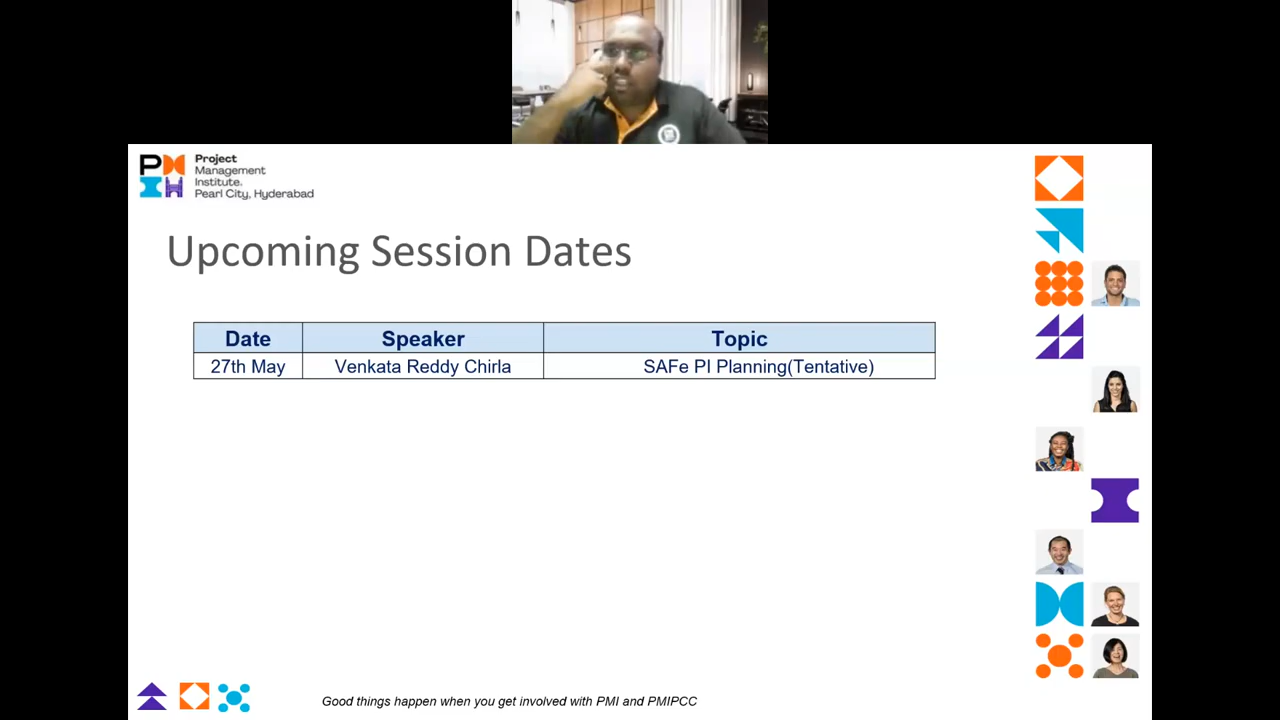 Project
Management
Institute.
Pearl City, Hyderabad
Upcoming Session Dates
Date Speaker Topic
27th May Venkata Reddy Chirla SAFe PI Planning(Tentative)
Good things happen when you get involved with PMI and PMIPCC